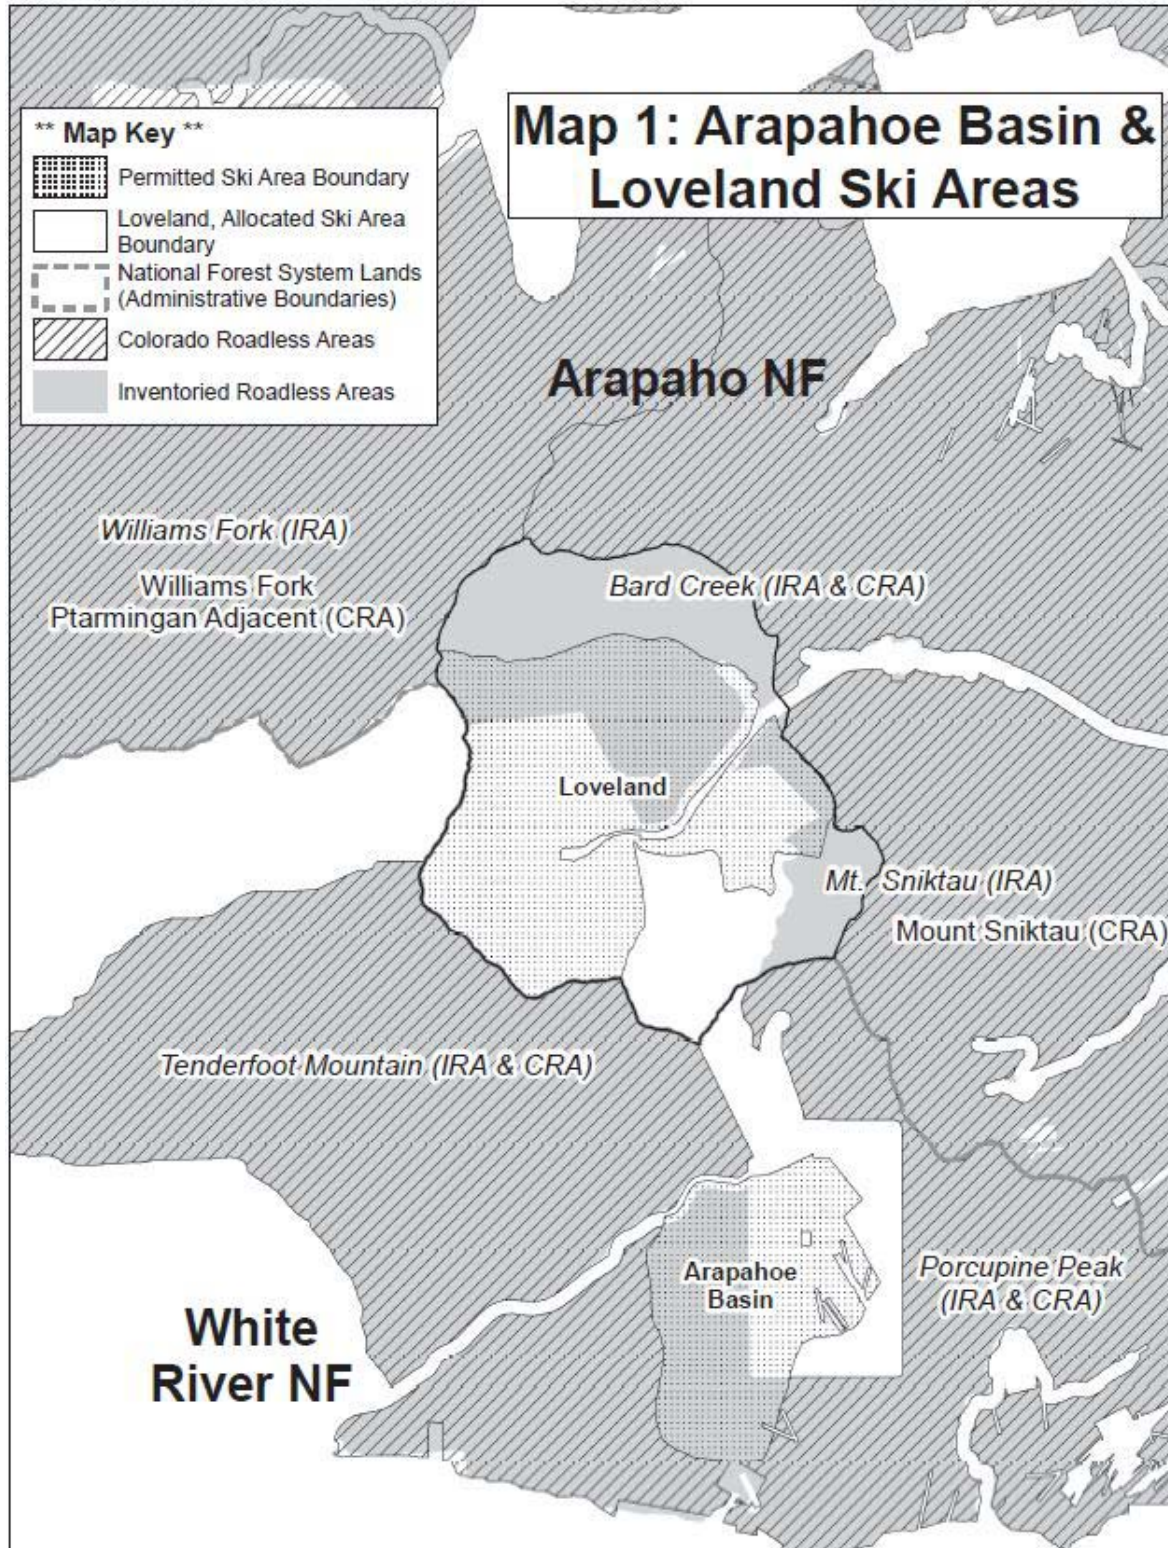 Map 1: Arapahoe Basin &
Loveland Ski Areas
** Map Key **
Permitted Ski Area Boundary
Loveland, Allocated Ski Area
Boundary
National Forest System Lands
(Administrative Boundaries)
Colorado Roadless Areas
Inventoried Roadless Areas
Arapaho NF
Williams Fork (IRA)
Williams Fork
Ptarmingan Adjacent (CRA)
Bard Creek (IRA & CRA)
Loveland
Mt. Sniktau (IRA)
Mount Sniktau (CRA)
Tenderfoot Mountain (IRA & CRA)
Arapahoe
Basin
Porcupine Peak
(IRA & CRA)
White
River NF